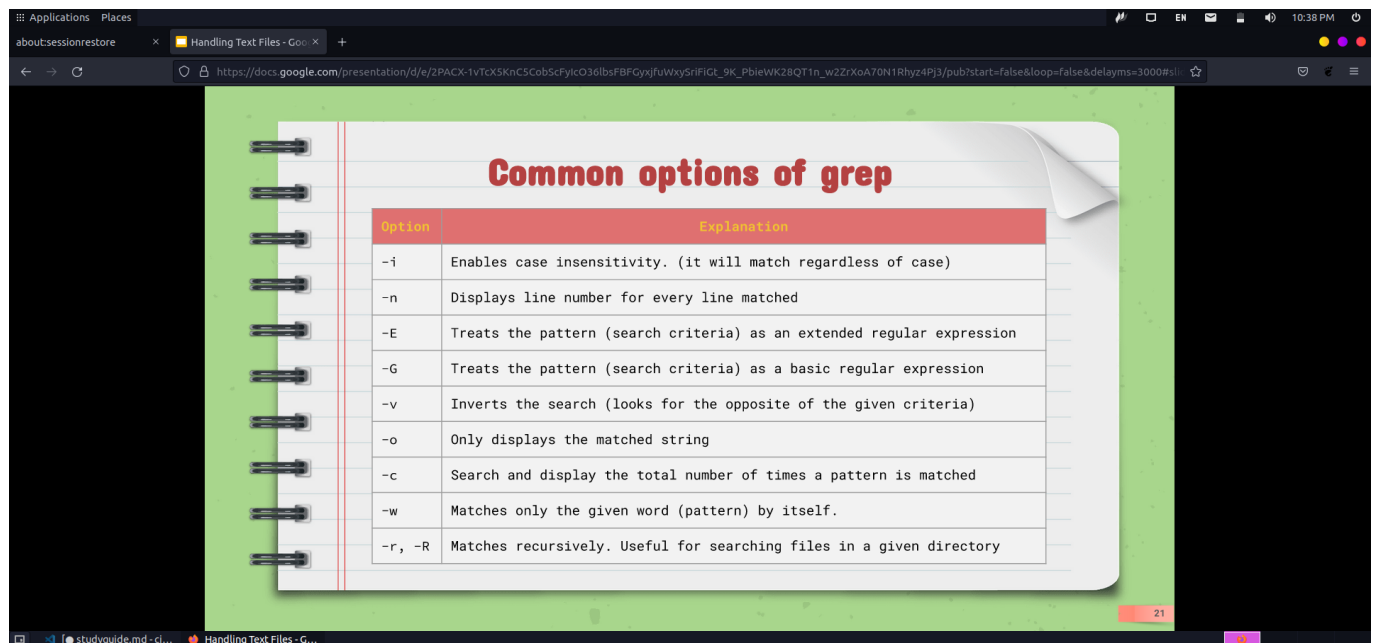 Applications Places
EN 10:38 PM
about:sessionrestore × Handling Text Files - Goo × +
https://docs.google.com/presentation/d/e/2PACX-1vTcX5KnC5CobScFyIcO36lbsFBFGyxjfuWxySriFiGt_9K_PbieWK28QT1n_w2ZrXoA70N1Rhyz4Pj3/pub?start=false&loop=false&delayms=3000#sli
Common options of grep
Option Explanation
-i Enables case insensitivity. (it will match regardless of case)
-n Displays line number for every line matched
-E Treats the pattern (search criteria) as an extended regular expression
-G Treats the pattern (search criteria) as a basic regular expression
-v Inverts the search (looks for the opposite of the given criteria)
-o Only displays the matched string
-c Search and display the total number of times a pattern is matched
-w Matches only the given word (pattern) by itself.
-r, -R Matches recursively. Useful for searching files in a given directory
21
studyguide.md - ci... Handling Text Files - G...